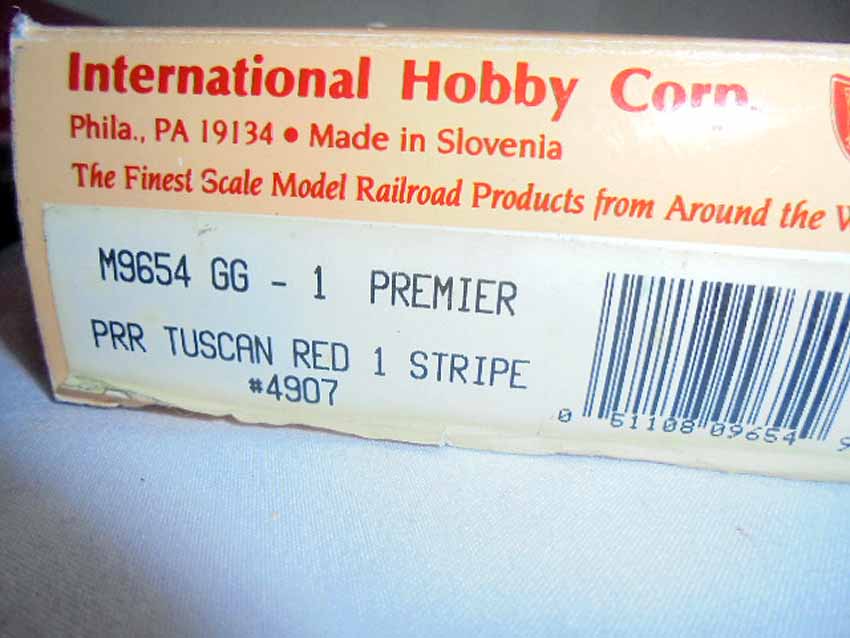 International Hobby Corp.
Phila., PA 19134 • Made in Slovenia
The Finest Scale Model Railroad Products from Around the
M9654 GG - 1 PREMIER
PRR TUSCAN RED 1 STRIPE
#4907
0 51108 09654 9